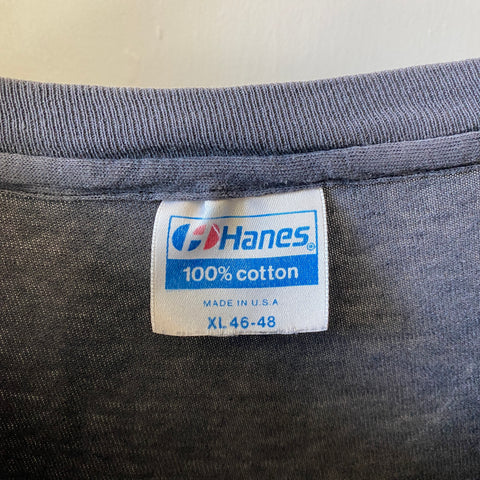 Hanes®
100% cotton
MADE IN U.S.A
XL 46-48